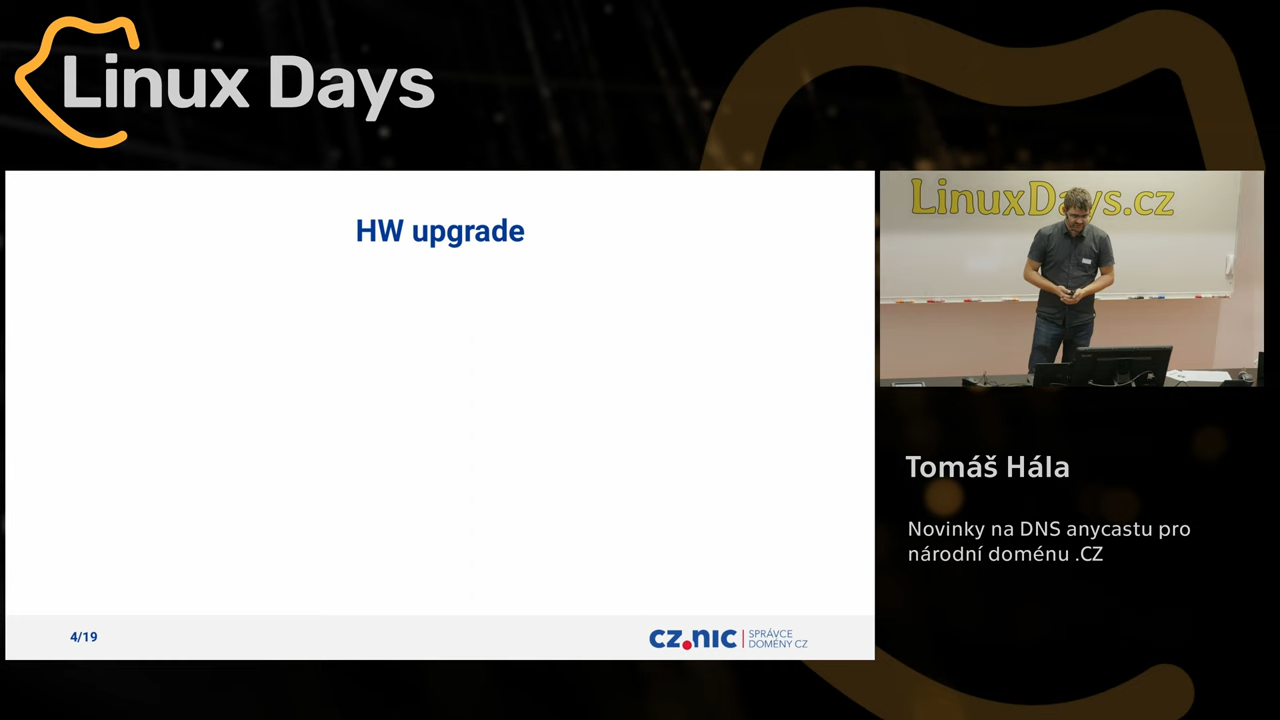 Linux Days
HW upgrade
LinuxDays.cz
Tomáš Hála
Novinky na DNS anycastu pro
národní doménu .CZ
4/19
CZ.NIC | SPRÁVCE
DOMÉNY CZ